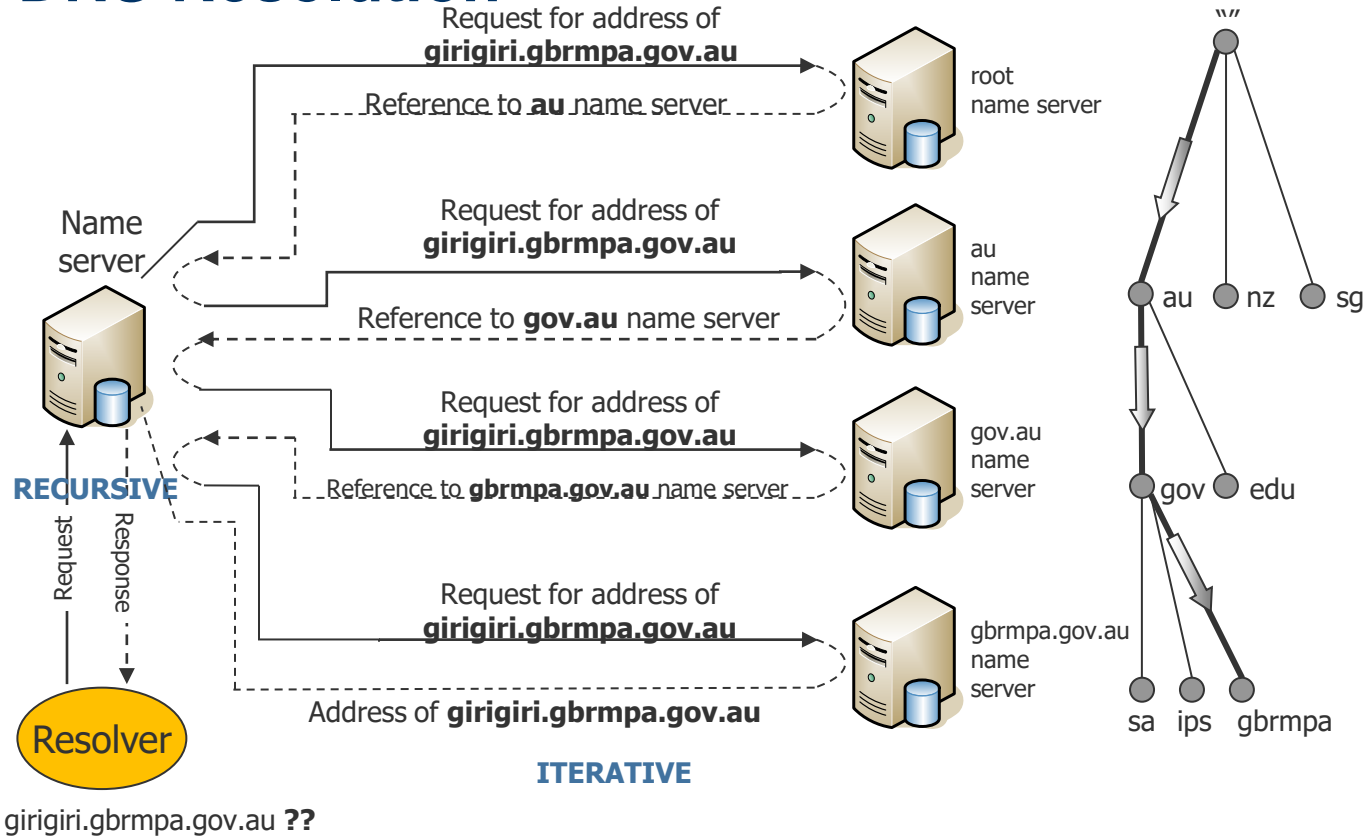 Request for address of
girigiri.gbrmpa.gov.au
Reference to au name server
root
name server
""
Name
server
Request for address of
girigiri.gbrmpa.gov.au
au
name
server
Reference to gov.au name server
au
nz
sg
Request for address of
girigiri.gbrmpa.gov.au
gov.au
name
server
Reference to gbrmpa.gov.au name server
RECURSIVE
gov
edu
Request
Response
Request for address of
girigiri.gbrmpa.gov.au
gbrmpa.gov.au
name
server
Address of girigiri.gbrmpa.gov.au
sa
ips
gbrmpa
Resolver
ITERATIVE
girigiri.gbrmpa.gov.au ??